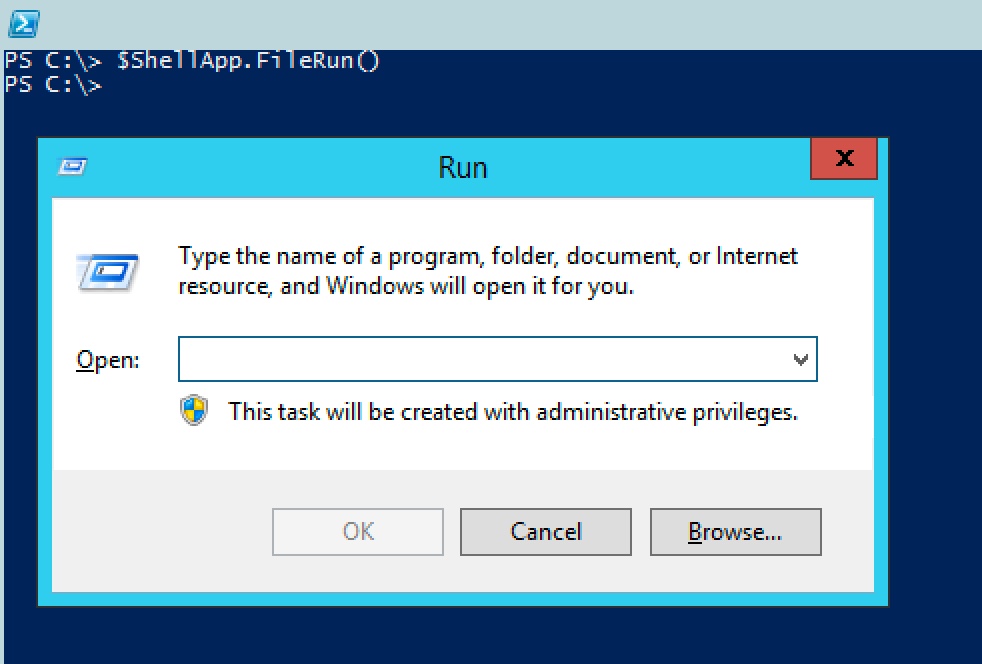 PS C:\> $ShellApp.FileRun()
PS C:\>
Run
x
Type the name of a program, folder, document, or Internet
resource, and Windows will open it for you.
Open:
This task will be created with administrative privileges.
OK
Cancel
Browse...